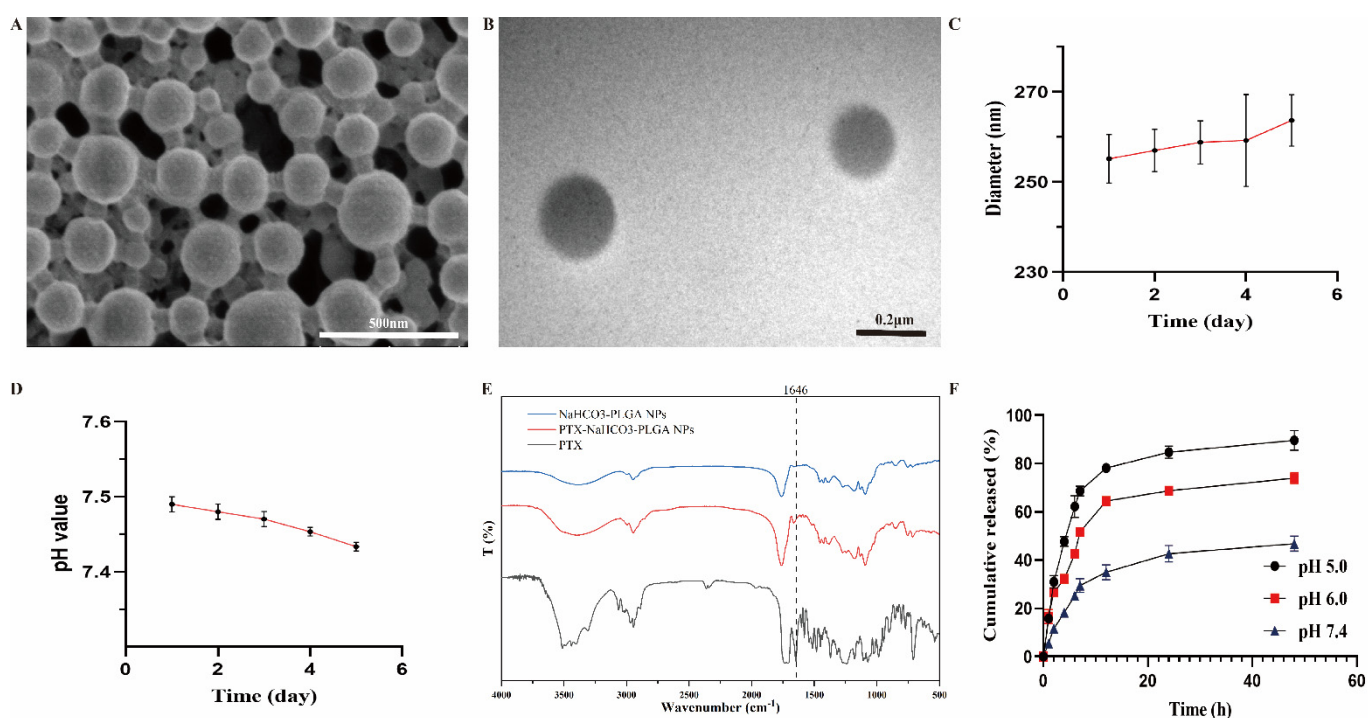 A
500nm
B
0.2μm
C
Diameter (nm)
270
250
230
0
2
4
6
Time (day)
D
pH value
7.6
7.5
7.4
0
2
4
6
Time (day)
E
1646
NaHCO3-PLGA NPs
PTX-NaHCO3-PLGA NPs
PTX
T (%)
4000
3500
3000
2500
2000
1500
1000
500
Wavenumber (cm⁻¹)
F
Cumulative released (%)
100
80
60
40
20
0
pH 5.0
pH 6.0
pH 7.4
0
20
40
60
Time (h)